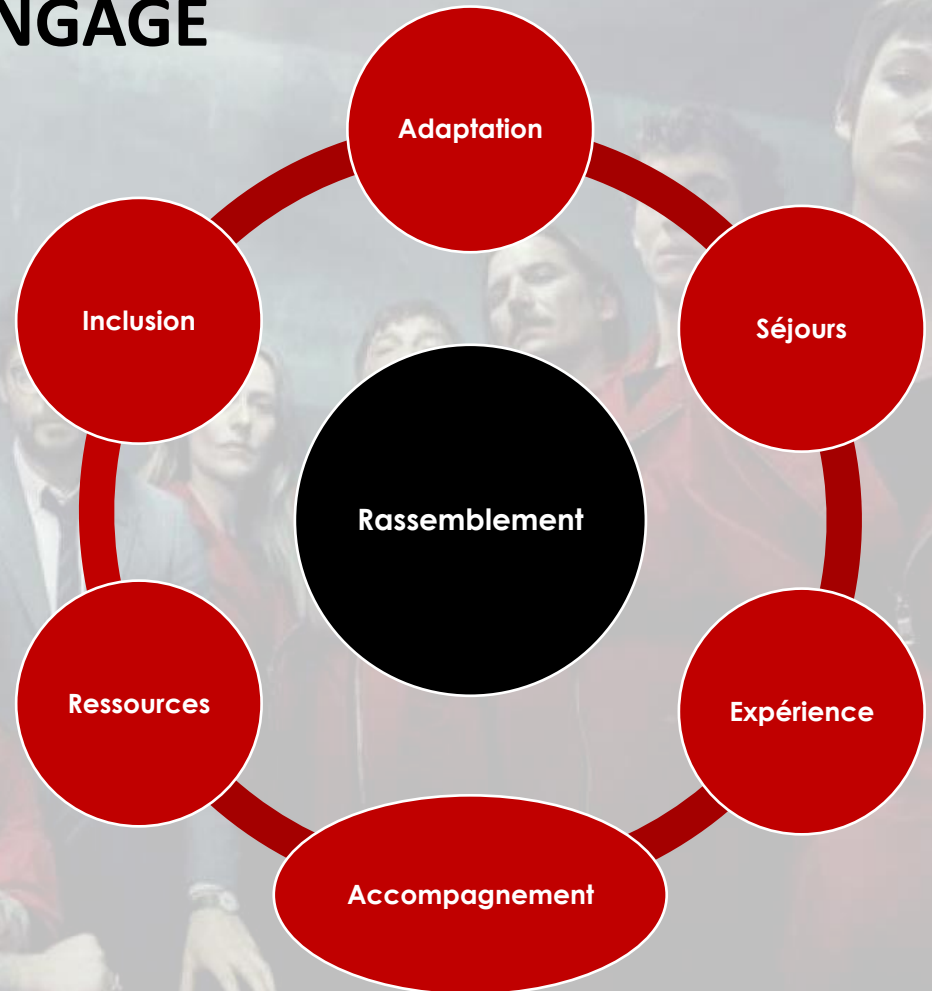 NGAGE
Adaptation
Inclusion
Séjours
Rassemblement
Ressources
Expérience
Accompagnement